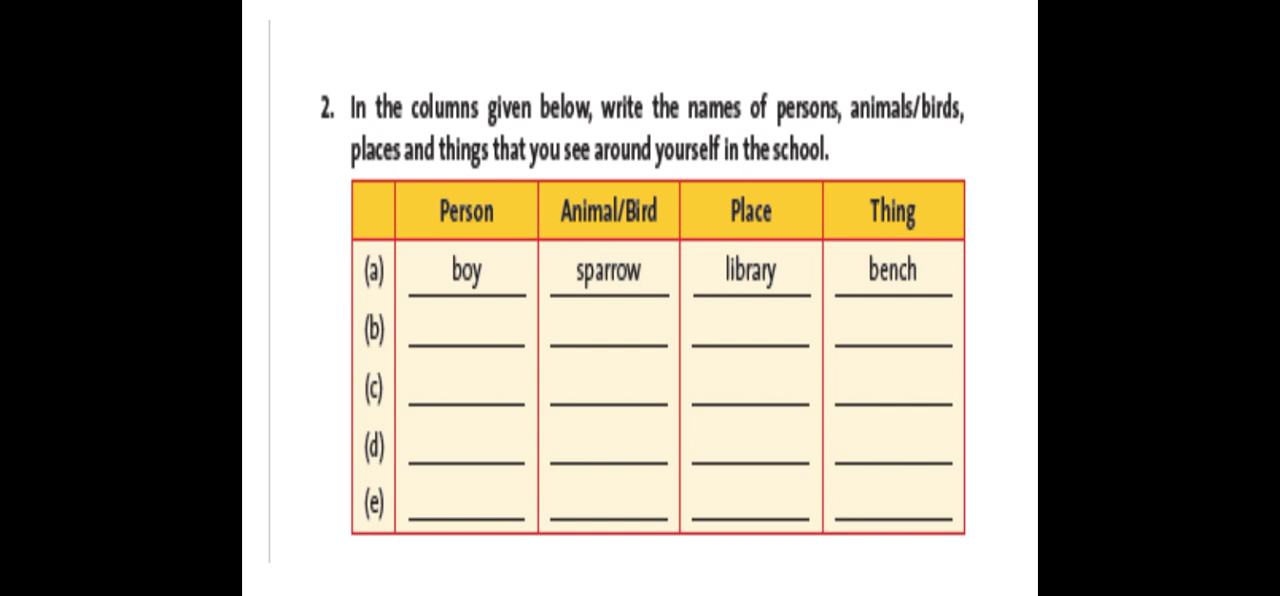 2. In the columns given below, write the names of persons, animals/birds,
places and things that you see around yourself in the school.
Person Animal/Bird Place Thing
(a) boy sparrow library bench
(b)
(c)
(d)
(e)